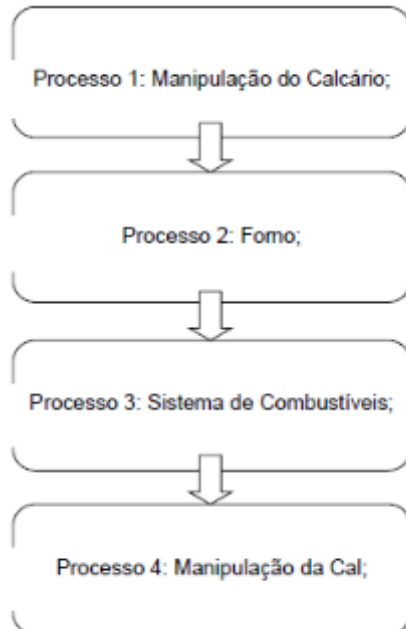 Processo 1: Manipulação do Calcário;
Processo 2: Forno;
Processo 3: Sistema de Combustíveis;
Processo 4: Manipulação da Cal;